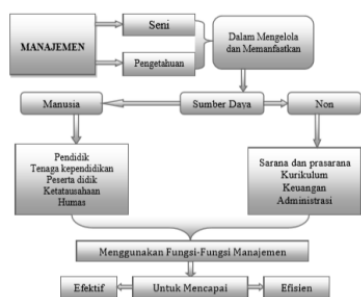 MANAJEMEN
Seni
Pengetahuan
Dalam Mengelola
dan Memanfaatkan
Manusia
Sumber Daya
Non
Pendidik
Tenaga kependidikan
Peserta didik
Ketatausahaan
Humas
Sarana dan prasarana
Kurikulum
Keuangan
Administrasi
Menggunakan Fungsi-Fungsi Manajemen
Efektif
Untuk Mencapai
Efisien